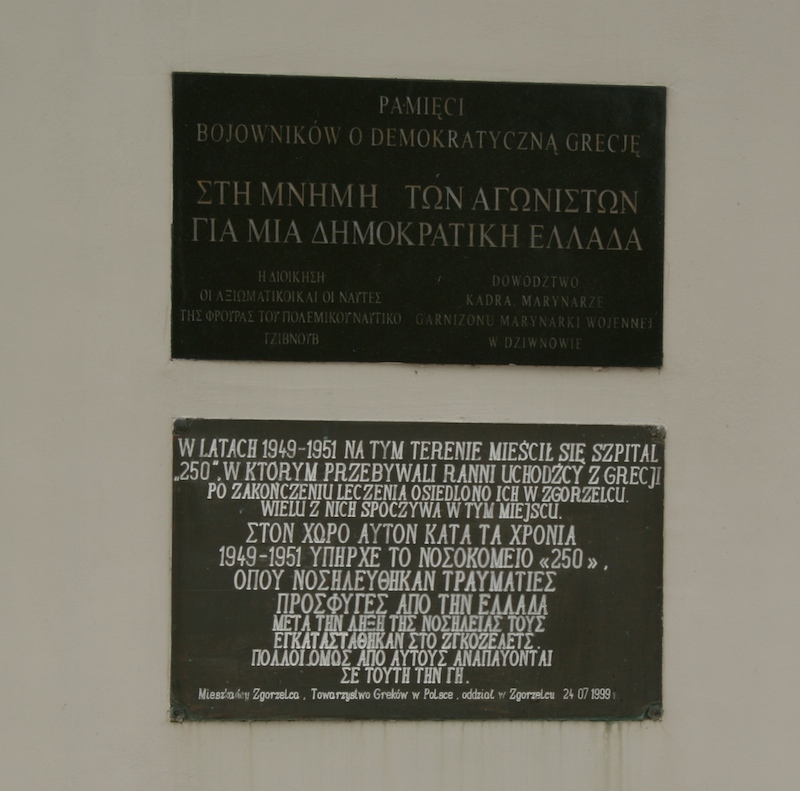 PAMIĘCI
BOJOWNIKÓW O DEMOKRATYCZNĄ GRECJĘ
ΣΤΗ ΜΝΗΜΗ ΤΩΝ ΑΓΩΝΙΣΤΩΝ
ΓΙΑ ΜΙΑ ΔΗΜΟΚΡΑΤΙΚΗ ΕΛΛΑΔΑ
Η ΔΙΟΙΚΗΣΗ
ΟΙ ΑΞΙΩΜΑΤΙΚΟΙ ΚΑΙ ΟΙ ΝΑΥΤΕΣ
ΤΗΣ ΦΡΟΥΡΑΣ ΤΟΥ ΠΟΛΕΜΙΚΟΥ ΝΑΥΤΙΚΟ
ΤΖΙΒΝΟΥΒ
DOWÓDZTWO
KADRA, MARYNARZE
GARNIZONU MARYNARKI WOJENNEJ
W DZIWNOWIE
W LATACH 1949-1951 NA TYM TERENIE MIEŚCIŁ SIĘ SZPITAL
„250”, W KTÓRYM PRZEBYWALI RANNI UCHODŹCY Z GRECJI
PO ZAKOŃCZENIU LECZENIA OSIEDLONO ICH W ZGORZELCU.
WIELU Z NICH SPOCZYWA W TYM MIEJSCU.
ΣΤΟΝ ΧΩΡΟ ΑΥΤΟΝ ΚΑΤΑ ΤΑ ΧΡΟΝΙΑ
1949-1951 ΥΠΗΡΧΕ ΤΟ ΝΟΣΟΚΟΜΕΙΟ «250»,
ΟΠΟΥ ΝΟΣΗΛΕΥΘΗΚΑΝ ΤΡΑΥΜΑΤΙΕΣ
ΠΡΟΣΦΥΓΕΣ ΑΠΟ ΤΗΝ ΕΛΛΑΔΑ
ΜΕΤΑ ΤΗΝ ΛΗΞΗ ΤΗΣ ΝΟΣΗΛΕΙΑΣ ΤΟΥΣ
ΕΓΚΑΤΑΣΤΑΘΗΚΑΝ ΣΤΟ ΖΓΚΟΖΕΛΕΤΣ.
ΠΟΛΛΟΙ ΟΜΩΣ ΑΠΟ ΑΥΤΟΥΣ ΑΝΑΠΑΥΟΝΤΑΙ
ΣΕ ΤΟΥΤΗ ΤΗΝ ΓΗ.
Mieszkańcy Zgorzelca, Towarzystwo Greków w Polsce, oddział w Zgorzelcu 24 07 1999 r.